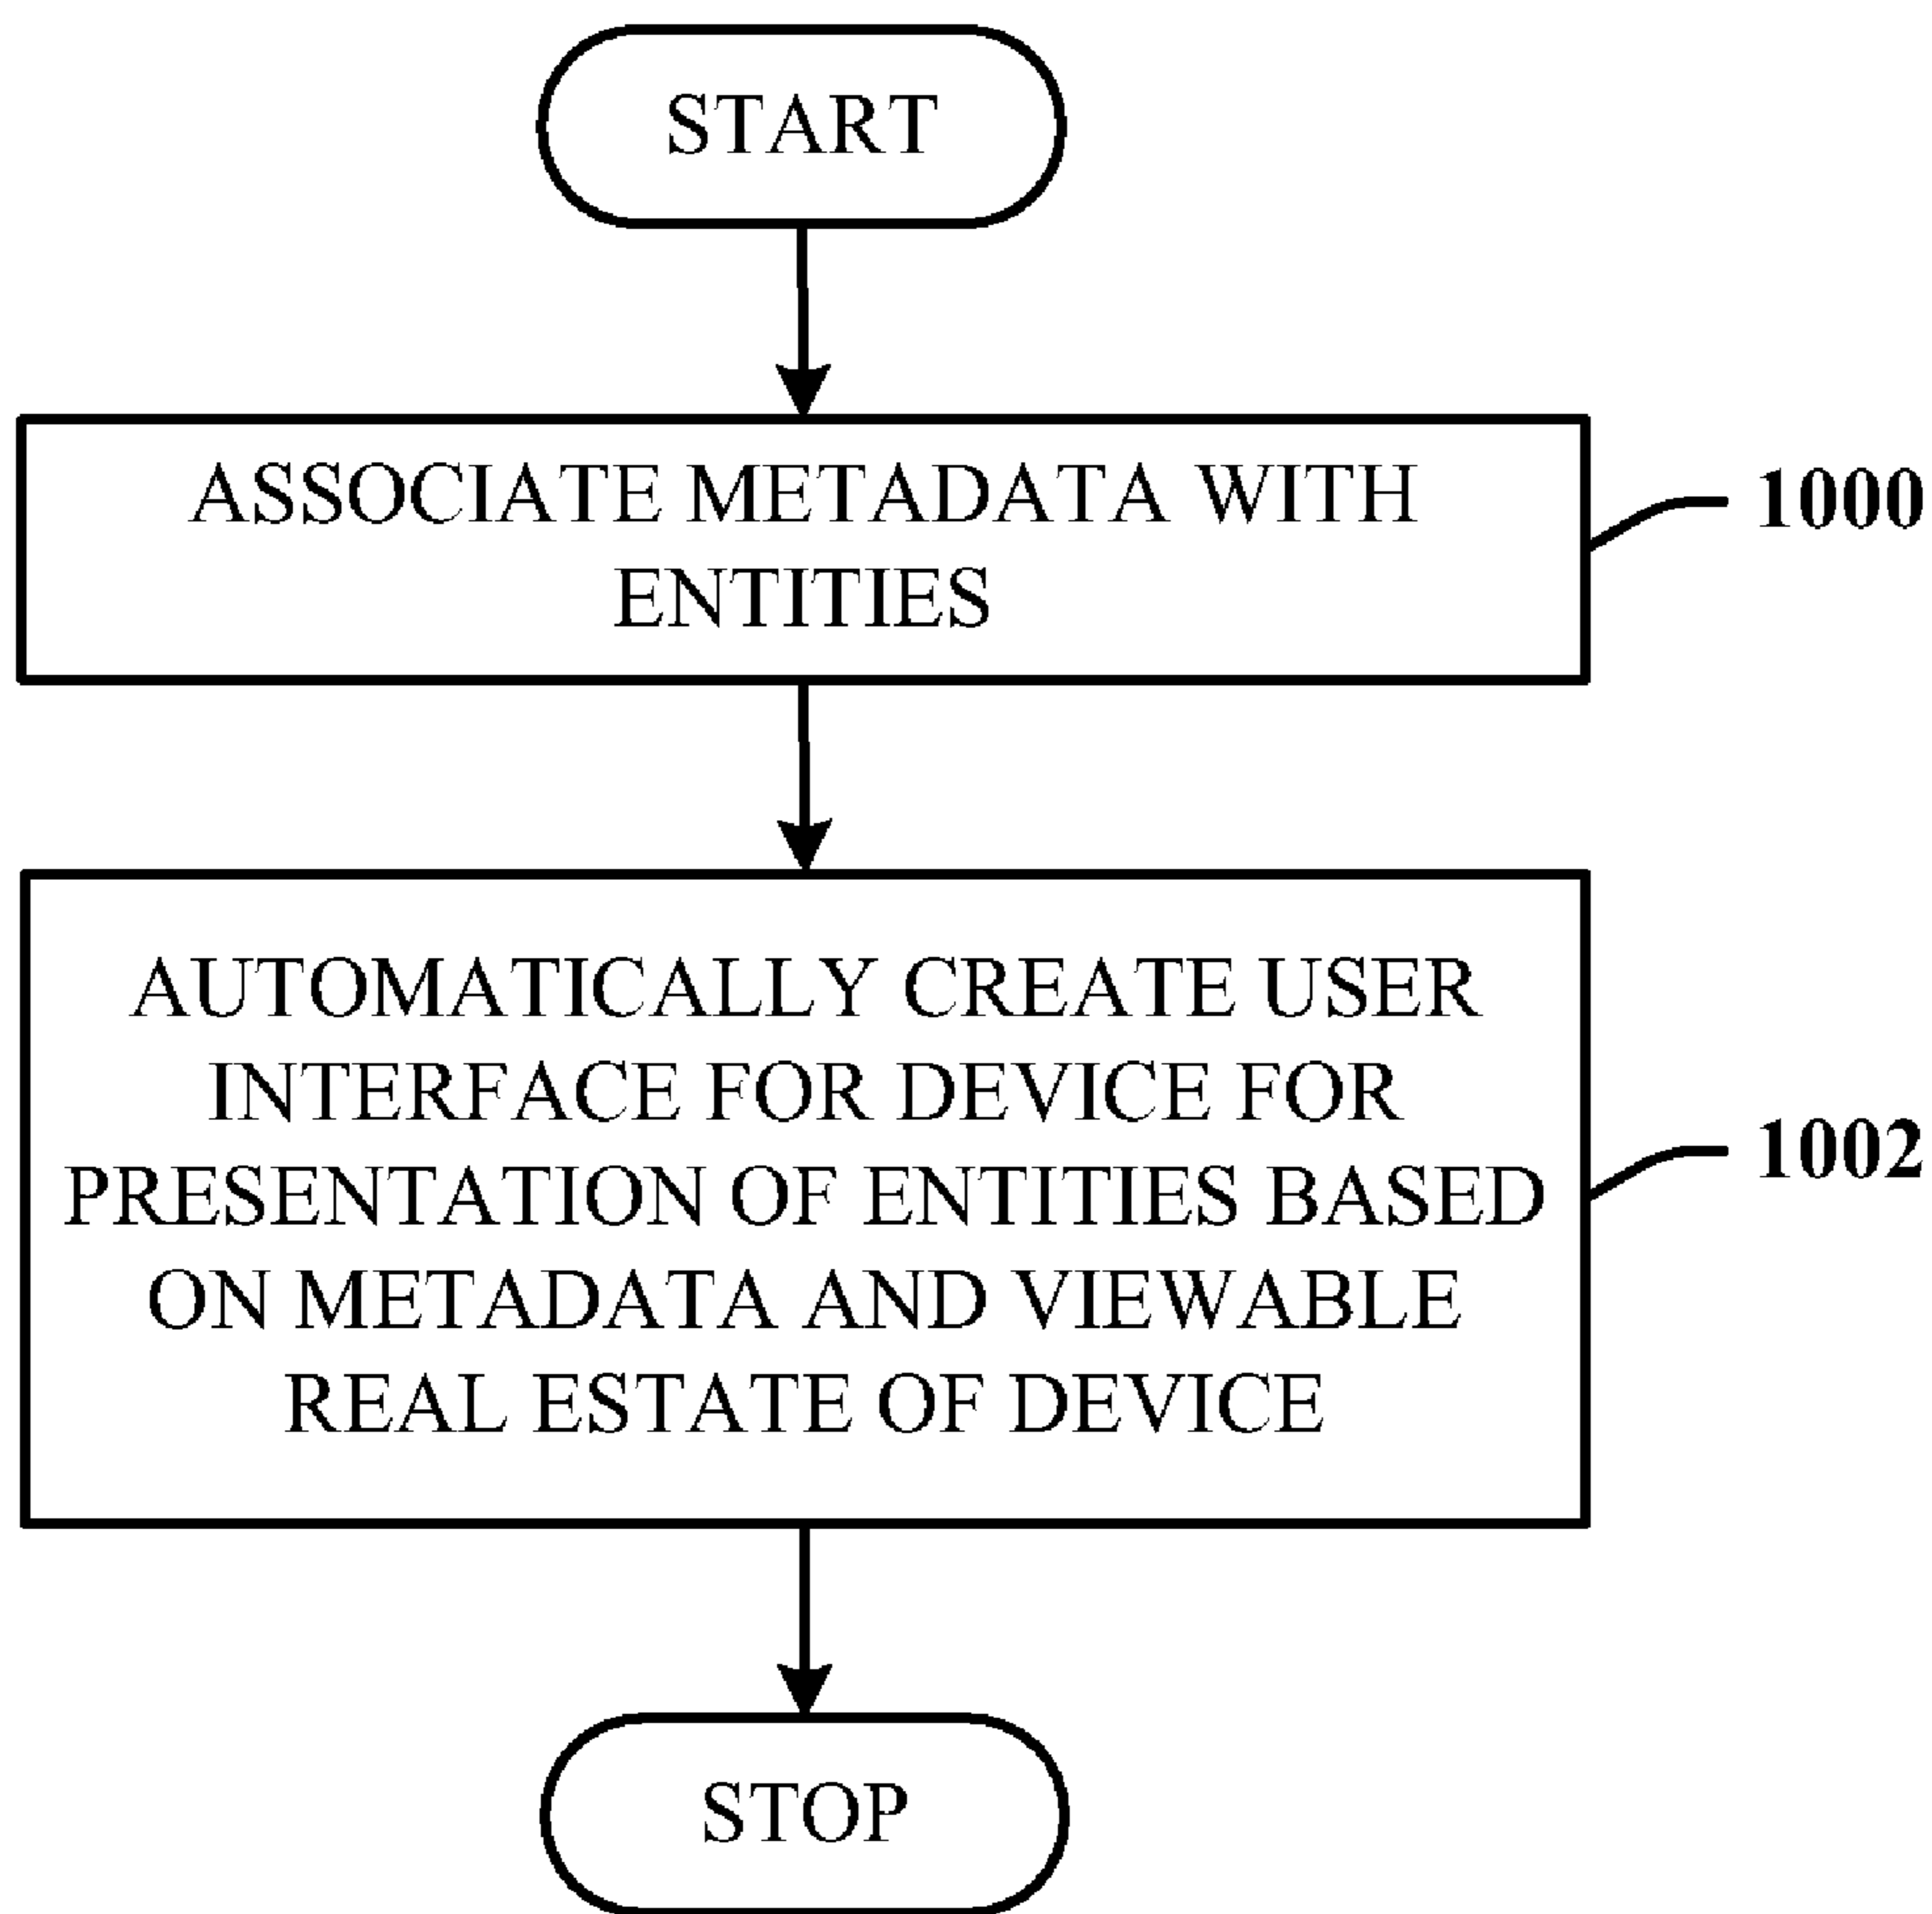 START
ASSOCIATE METADATA WITH
ENTITIES
1000
AUTOMATICALLY CREATE USER
INTERFACE FOR DEVICE FOR
PRESENTATION OF ENTITIES BASED
ON METADATA AND VIEWABLE
REAL ESTATE OF DEVICE
1002
STOP